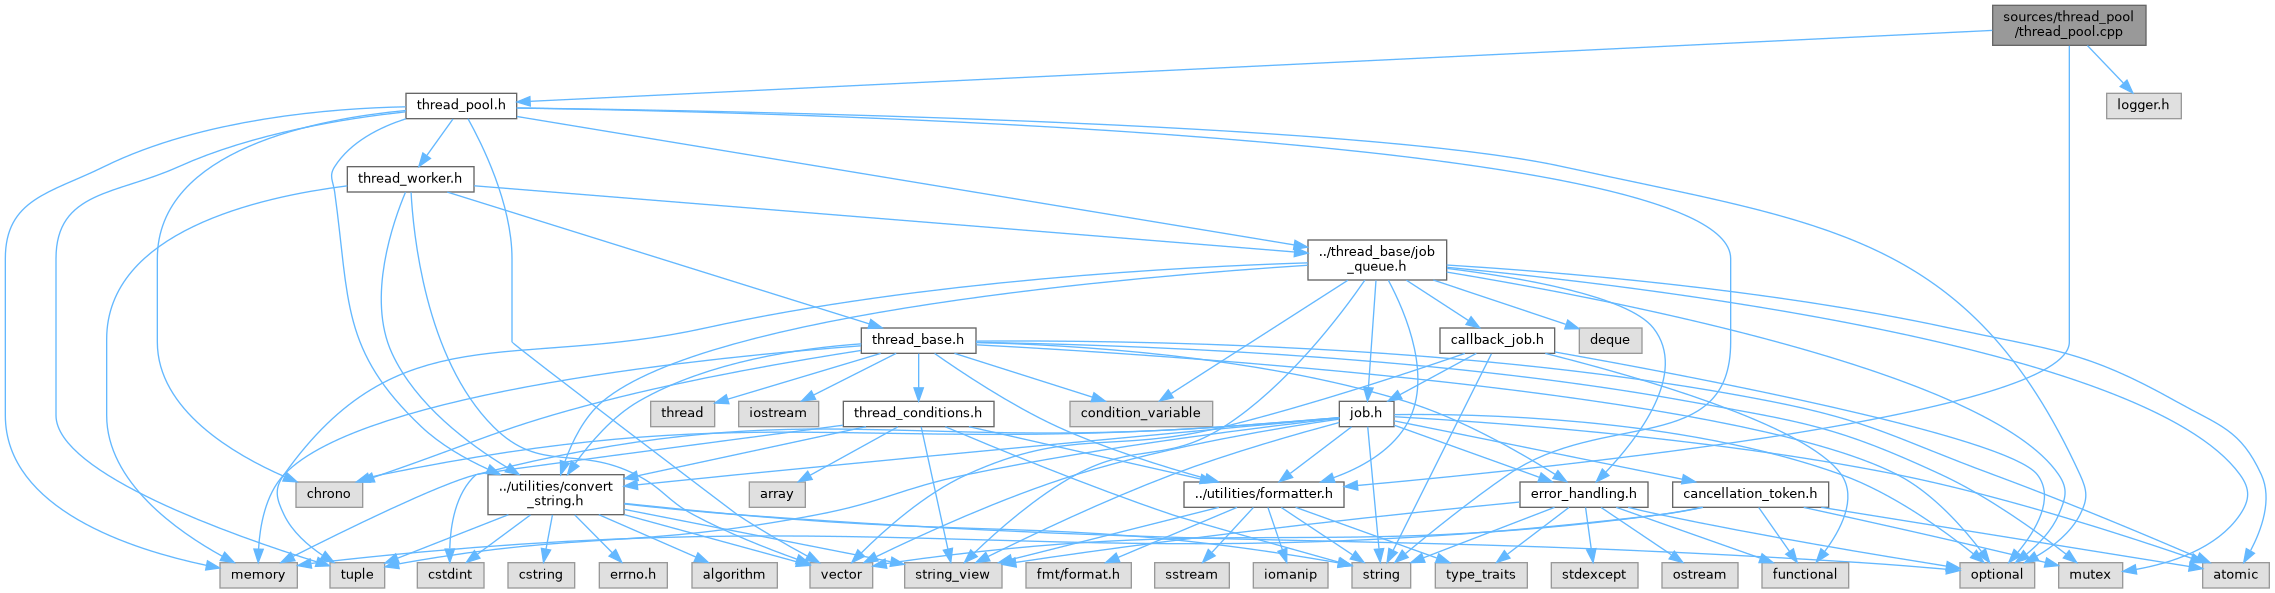 sources/thread_pool
/thread_pool.cpp
thread_pool.h
logger.h
thread_worker.h
../thread_base/job
_queue.h
thread_base.h
callback_job.h
deque
thread
iostream
thread_conditions.h
condition_variable
job.h
chrono
../utilities/convert
_string.h
array
../utilities/formatter.h
error_handling.h
cancellation_token.h
memory
tuple
cstdint
cstring
errno.h
algorithm
vector
string_view
fmt/format.h
sstream
iomanip
string
type_traits
stdexcept
ostream
functional
optional
mutex
atomic